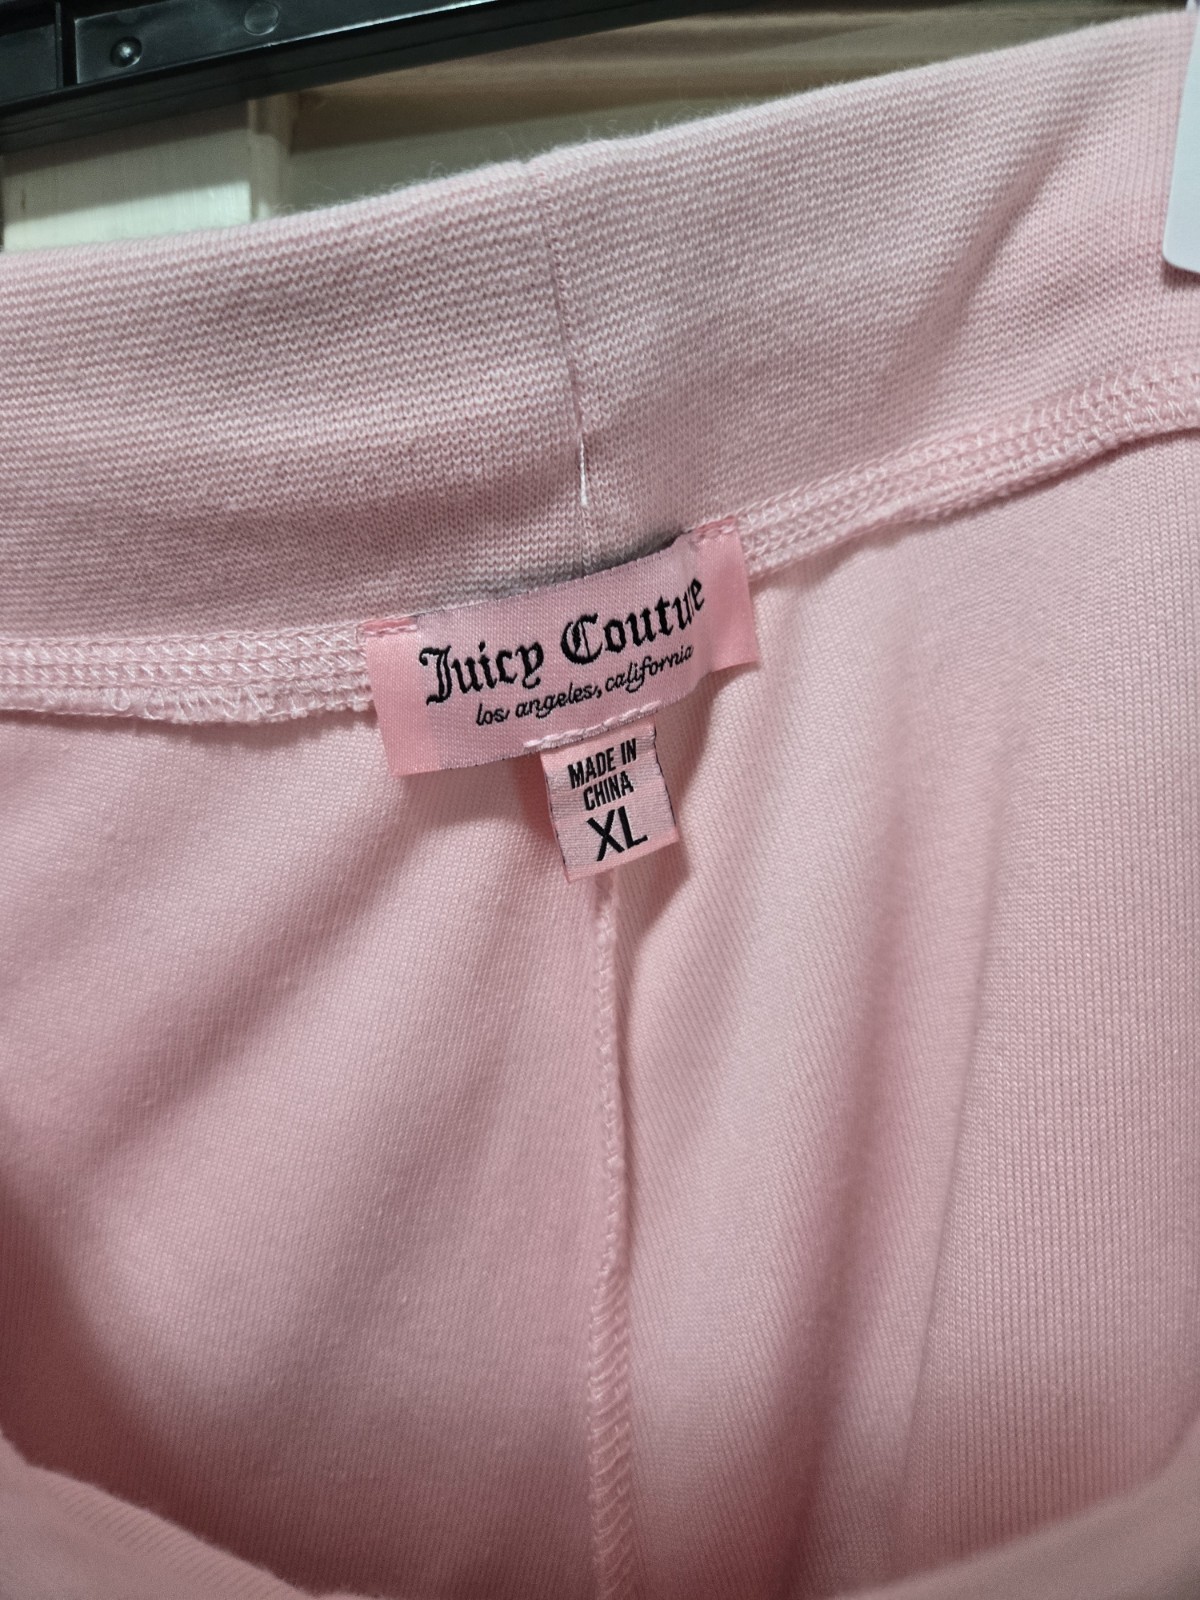 Juicy Couture
los angeles, california
MADE IN
CHINA
XL